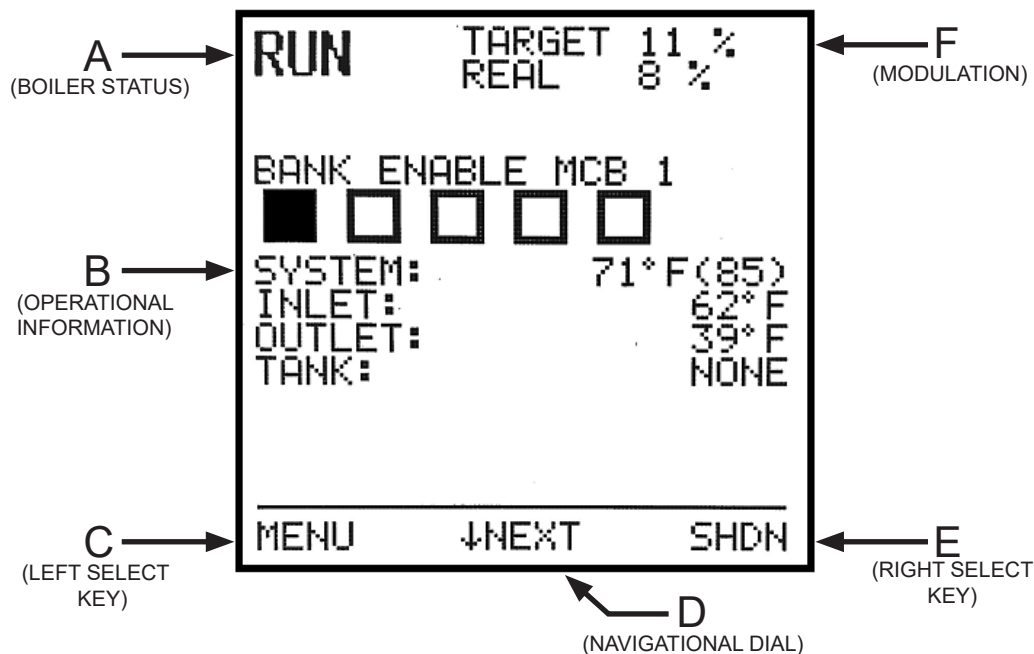 A
(BOILER STATUS)
RUN
TARGET 11 %
REAL 8 %
F
(MODULATION)
BANK ENABLE MCB 1
B
(OPERATIONAL
INFORMATION)
SYSTEM: 71°F(85)
INLET: 62°F
OUTLET: 39°F
TANK: NONE
C
(LEFT SELECT
KEY)
MENU ↓NEXT SHDN
E
(RIGHT SELECT
KEY)
D
(NAVIGATIONAL DIAL)